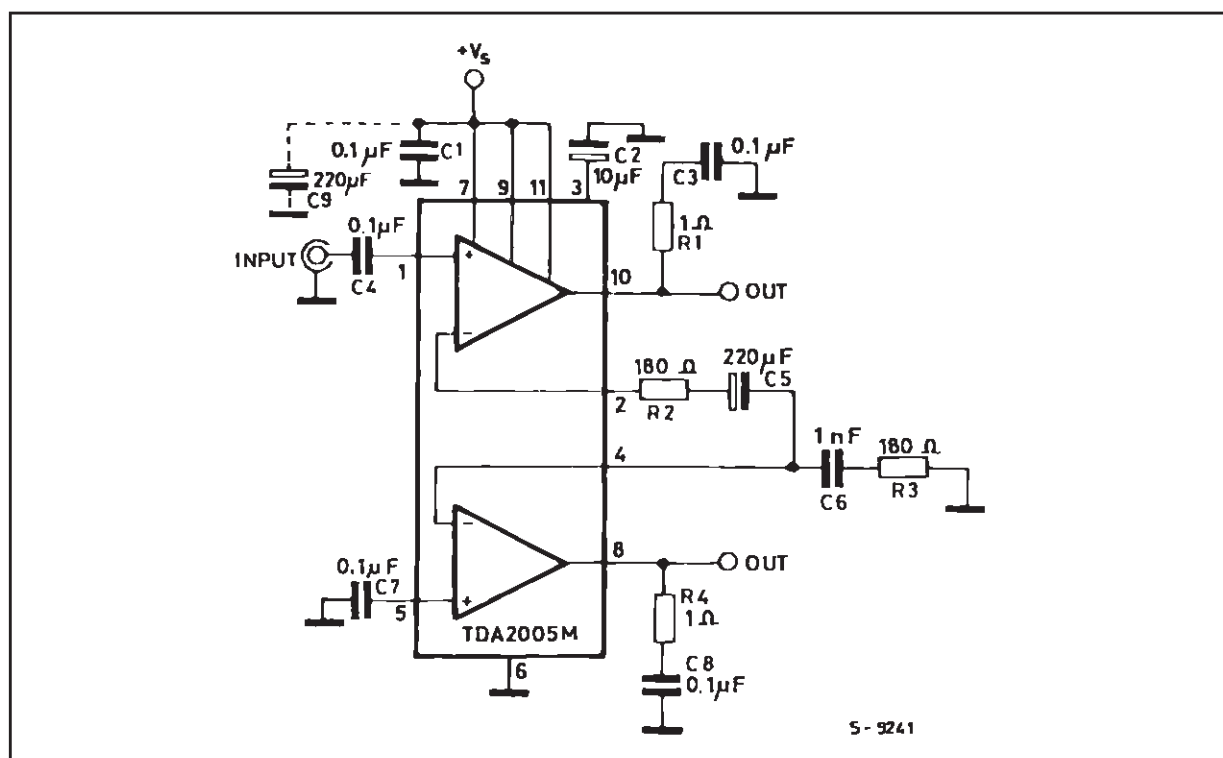 +Vs
0.1 µF
C1
220µF
C9
7
9
11
3
C2
10µF
C3
0.1 µF
1Ω
R1
INPUT
0.1µF
C4
1
+
10
OUT
−
2
180 Ω
R2
220µF
C5
4
1nF
C6
180 Ω
R3
−
8
OUT
0.1µF
C7
5
+
TDA2005M
R4
1Ω
6
C8
0.1µF
S-9241